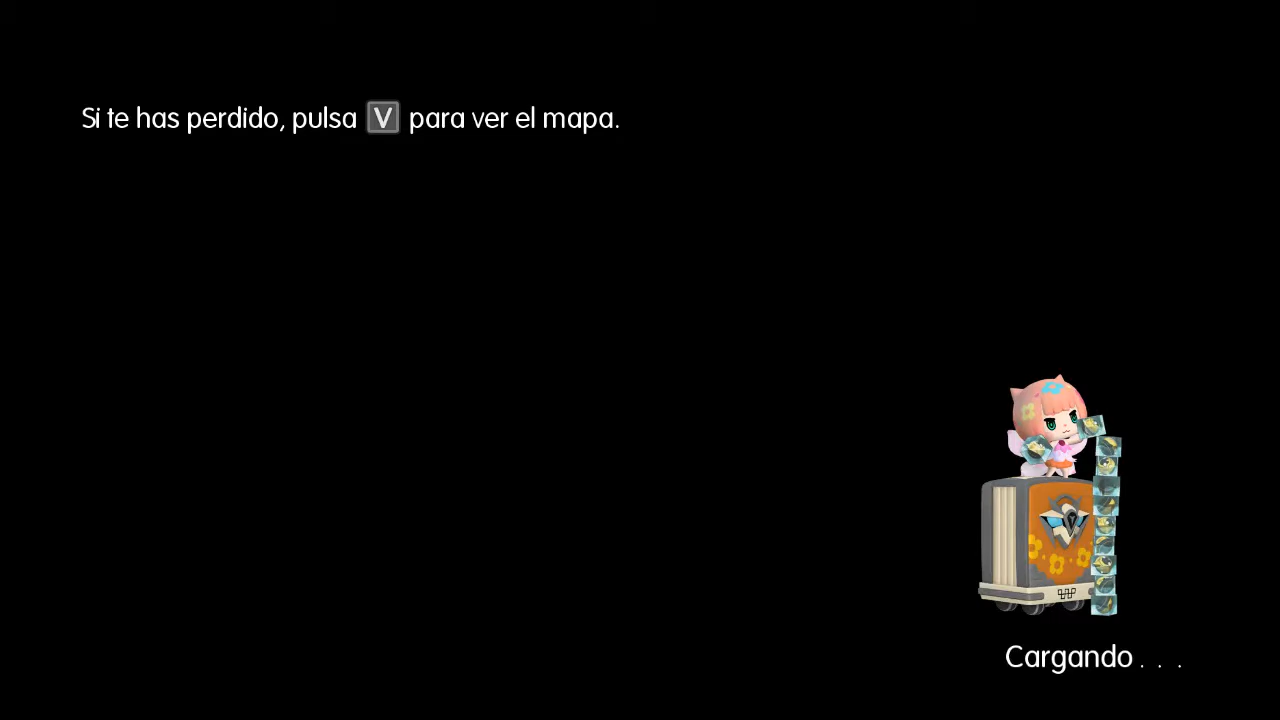 Si te has perdido, pulsa V para ver el mapa.
Cargando . . .